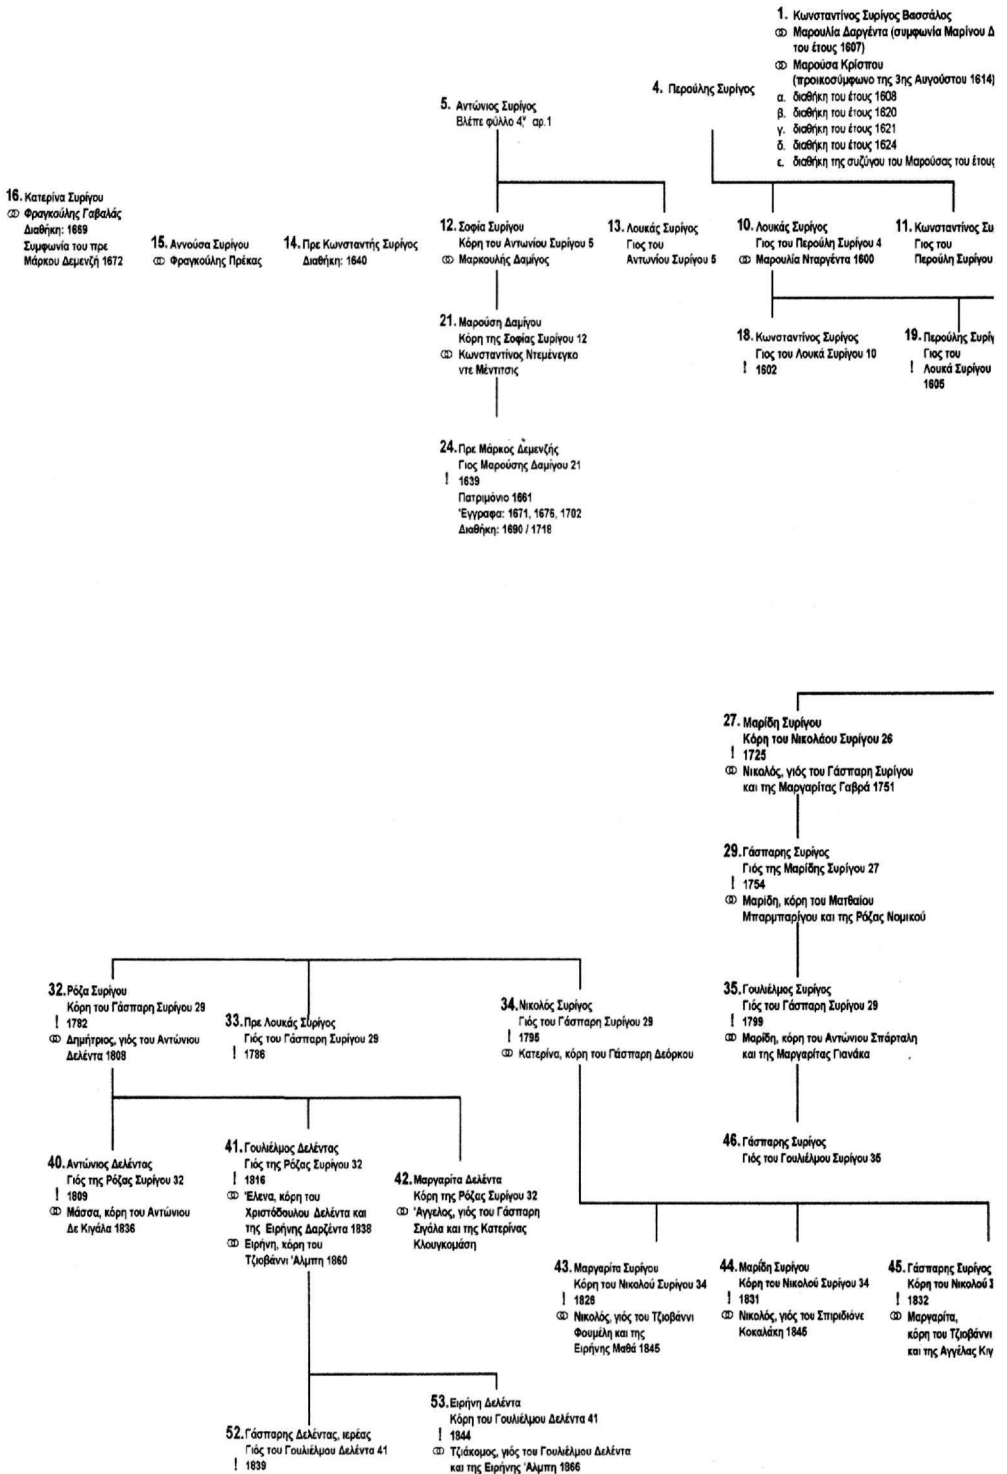 1. Κωνσταντίνος Συρίγος Βασσάλος
⚭ Μαρουλία Δαργέντα (συμφωνία Μαρίνου Δ
του έτους 1607)
⚭ Μαρούσα Κρίσπου
(προικοσύμφωνο της 3ης Αυγούστου 1614)
α. διαθήκη του έτους 1608
β. διαθήκη του έτους 1620
γ. διαθήκη του έτους 1621
δ. διαθήκη του έτους 1624
ε. διαθήκη της συζύγου του Μαρούσας του έτους
4. Περούλης Συρίγος
5. Αντώνιος Συρίγος
Βλέπε φύλλο 4, αρ.1
16. Κατερίνα Συρίγου
⚭ Φραγκούλης Γαβαλάς
Διαθήκη: 1669
Συμφωνία του πρε
Μάρκου Δεμενζή 1672
15. Αννούσα Συρίγου
⚭ Φραγκούλης Πρέκας
14. Πρε Κωνσταντής Συρίγος
Διαθήκη: 1640
12. Σοφία Συρίγου
Κόρη του Αντωνίου Συρίγου 5
⚭ Μαρκουλής Δαμίγος
13. Λουκάς Συρίγος
Γιος του
Αντωνίου Συρίγου 5
10. Λουκάς Συρίγος
Γιος του Περούλη Συρίγου 4
⚭ Μαρουλία Νταργέντα 1600
11. Κωνσταντίνος Συ
Γιος του
Περούλη Συρίγου
21. Μαρούση Δαμίγου
Κόρη της Σοφίας Συρίγου 12
⚭ Κωνσταντίνος Ντεμένεγκο
ντε Μέντιτσις
18. Κωνσταντίνος Συρίγος
Γιος του Λουκά Συρίγου 10
! 1602
19. Περούλης Συρίγ
Γιος του
! Λουκά Συρίγου
1605
24. Πρε Μάρκος Δεμενζής
Γιος Μαρούσης Δαμίγου 21
! 1639
Πατριμόνιο 1661
Έγγραφα: 1671, 1676, 1702
Διαθήκη: 1690 / 1718
27. Μαρίδη Συρίγου
Κόρη του Νικολάου Συρίγου 26
! 1725
⚭ Νικολός, γιός του Γάσπαρη Συρίγου
και της Μαργαρίτας Γαβρά 1751
29. Γάσπαρης Συρίγος
Γιός της Μαρίδης Συρίγου 27
! 1754
⚭ Μαρίδη, κόρη του Ματθαίου
Μπαρμπαρίγου και της Ρόζας Νομικού
32. Ρόζα Συρίγου
Κόρη του Γάσπαρη Συρίγου 29
! 1782
⚭ Δημήτριος, γιός του Αντώνιου
Δελέντα 1808
33. Πρε Λουκάς Συρίγος
Γιός του Γάσπαρη Συρίγου 29
! 1786
34. Νικολός Συρίγος
Γιός του Γάσπαρη Συρίγου 29
! 1795
⚭ Κατερίνα, κόρη του Γάσπαρη Δεόρκου
35. Γουλιέλμος Συρίγος
Γιός του Γάσπαρη Συρίγου 29
! 1799
⚭ Μαρίδη, κόρη του Αντώνιου Σπάρταλη
και της Μαργαρίτας Γιανάκα
40. Αντώνιος Δελέντας
Γιός της Ρόζας Συρίγου 32
! 1809
⚭ Μάσσα, κόρη του Αντώνιου
Δε Κιγάλα 1836
41. Γουλιέλμος Δελέντας
Γιός της Ρόζας Συρίγου 32
! 1816
⚭ Έλενα, κόρη του
Χριστόδουλου Δελέντα και
της Ειρήνης Δαρζέντα 1838
⚭ Ειρήνη, κόρη του
Τζιοβάννι Άλμπη 1860
42. Μαργαρίτα Δελέντα
Κόρη της Ρόζας Συρίγου 32
⚭ Άγγελος, γιός του Γάσπαρη
Σιγάλα και της Κατερίνας
Κλουγκομάση
46. Γάσπαρης Συρίγος
Γιός του Γουλιέλμου Συρίγου 35
43. Μαργαρίτα Συρίγου
Κόρη του Νικολού Συρίγου 34
! 1826
⚭ Νικολός, γιός του Τζιοβάννι
Φουμέλη και της
Ειρήνης Μαθά 1845
44. Μαρίδη Συρίγου
Κόρη του Νικολού Συρίγου 34
! 1831
⚭ Νικολός, γιός του Σπιριδιόνε
Κοκαλάκη 1845
45. Γάσπαρης Συρίγος
Κόρη του Νικολού Σ
! 1832
⚭ Μαργαρίτα,
κόρη του Τζιοβάννι
και της Αγγέλας Κιγ
52. Γάσπαρης Δελέντας, ιερέας
Γιός του Γουλιέλμου Δελέντα 41
! 1839
53. Ειρήνη Δελέντα
Κόρη του Γουλιέλμου Δελέντα 41
! 1844
⚭ Τζιάκομος, γιός του Γουλιέλμου Δελέντα
και της Ειρήνης Άλμπη 1866